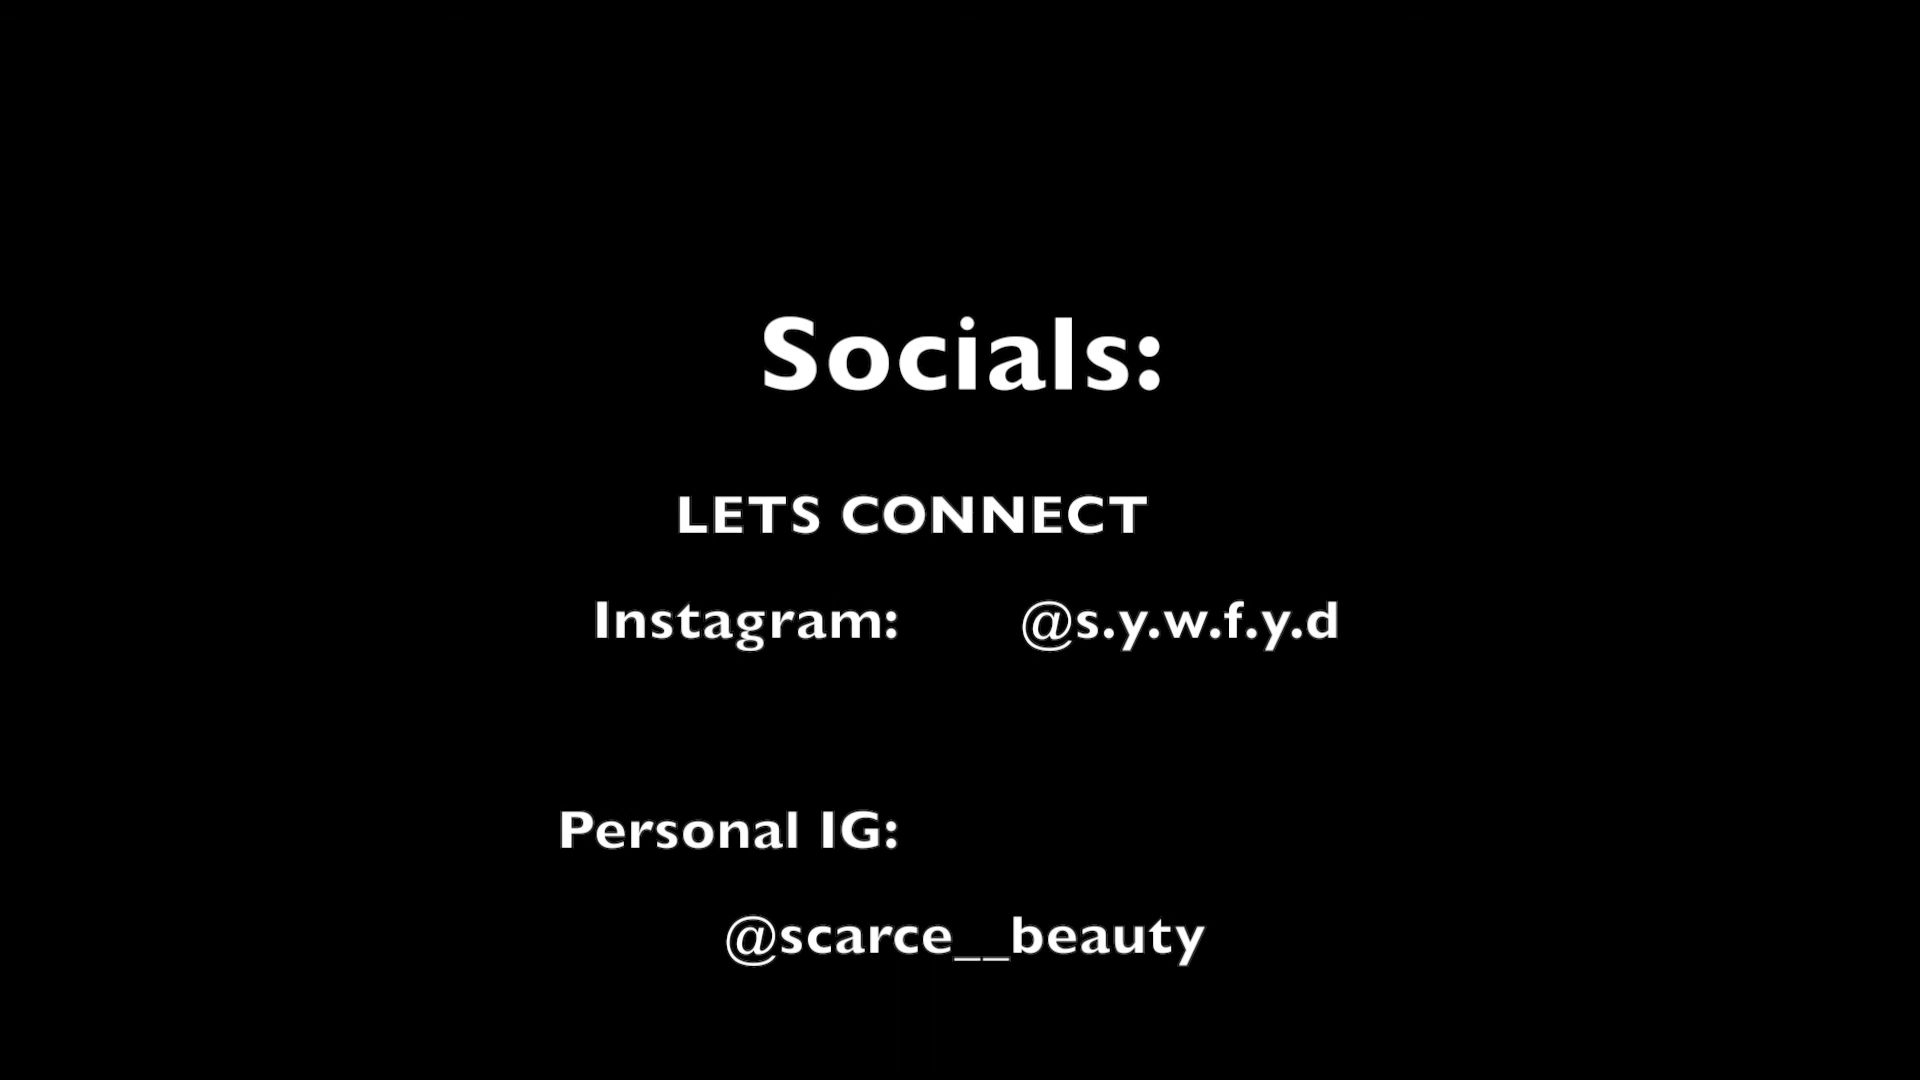 Socials:
LETS CONNECT
Instagram: @s.y.w.f.y.d
Personal IG:
@scarce__beauty